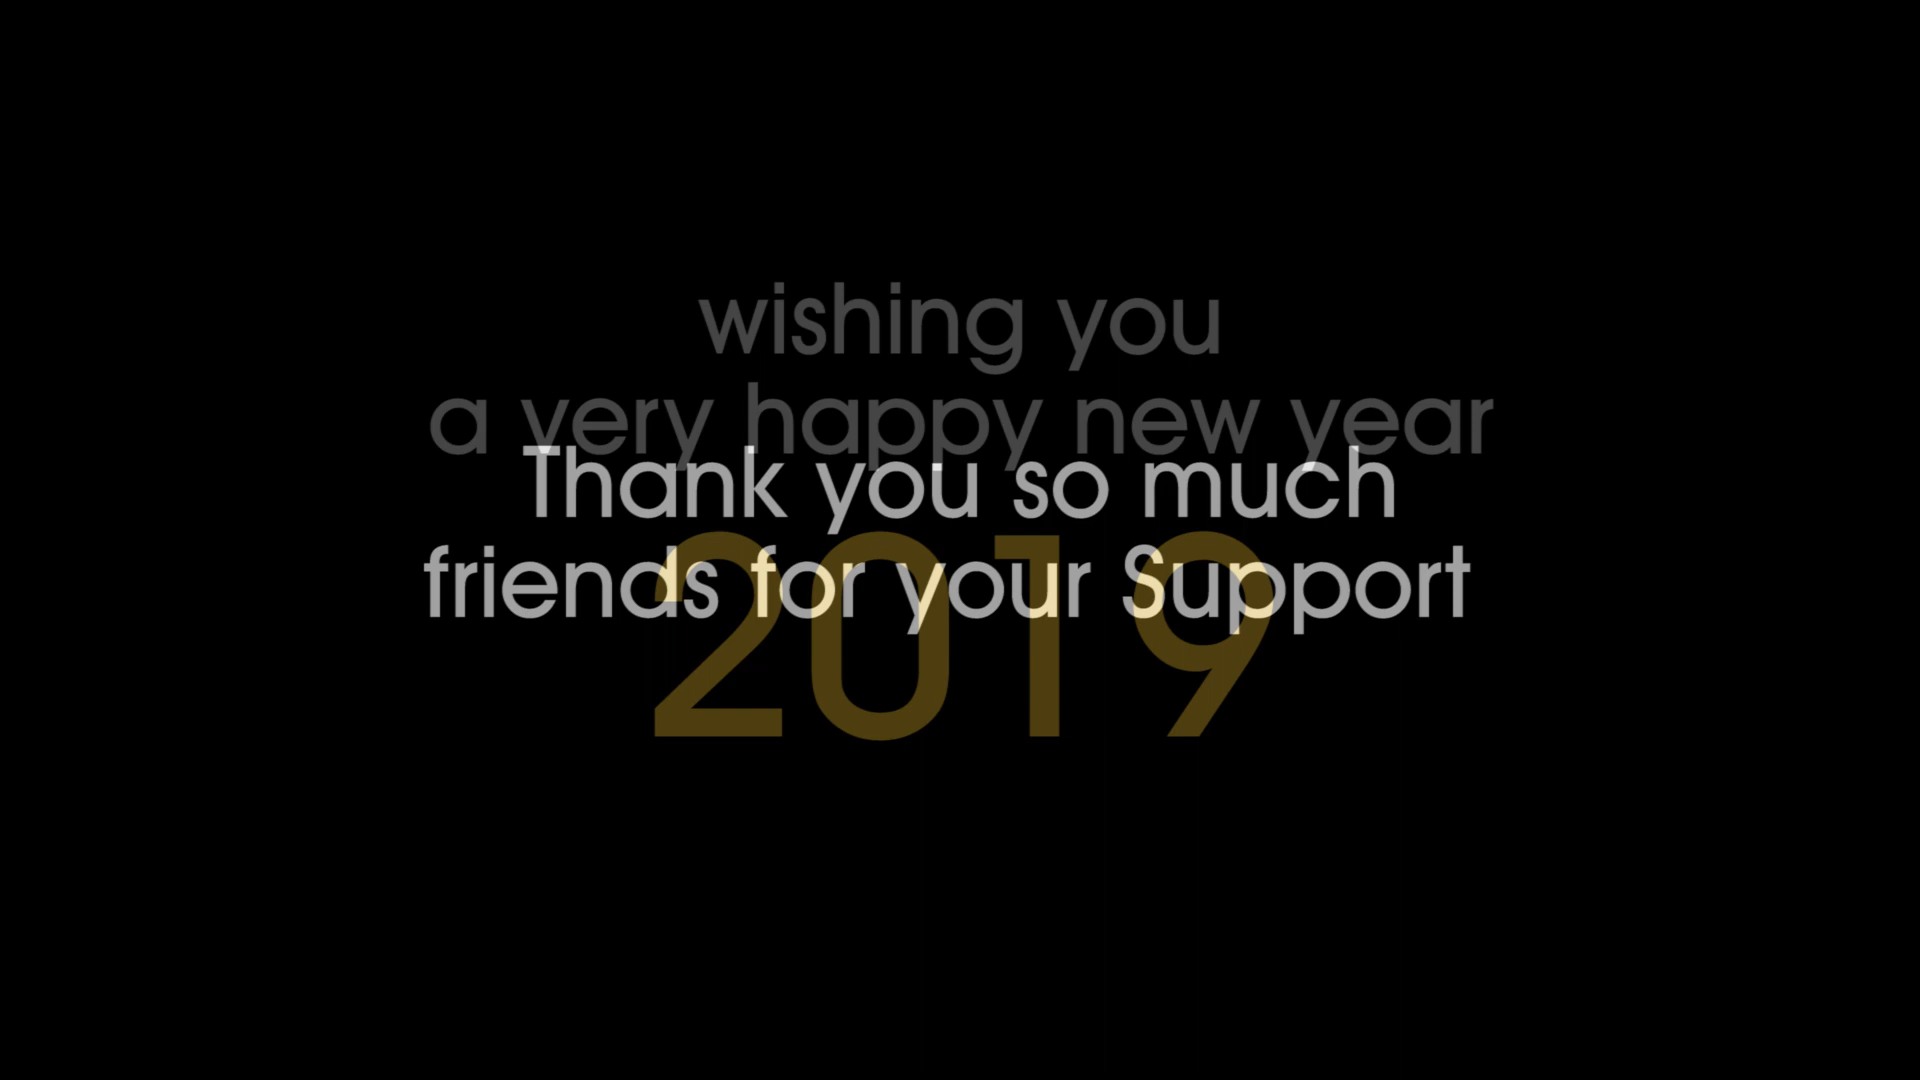 wishing you
a very happy new year
Thank you so much
friends for your Support
2019